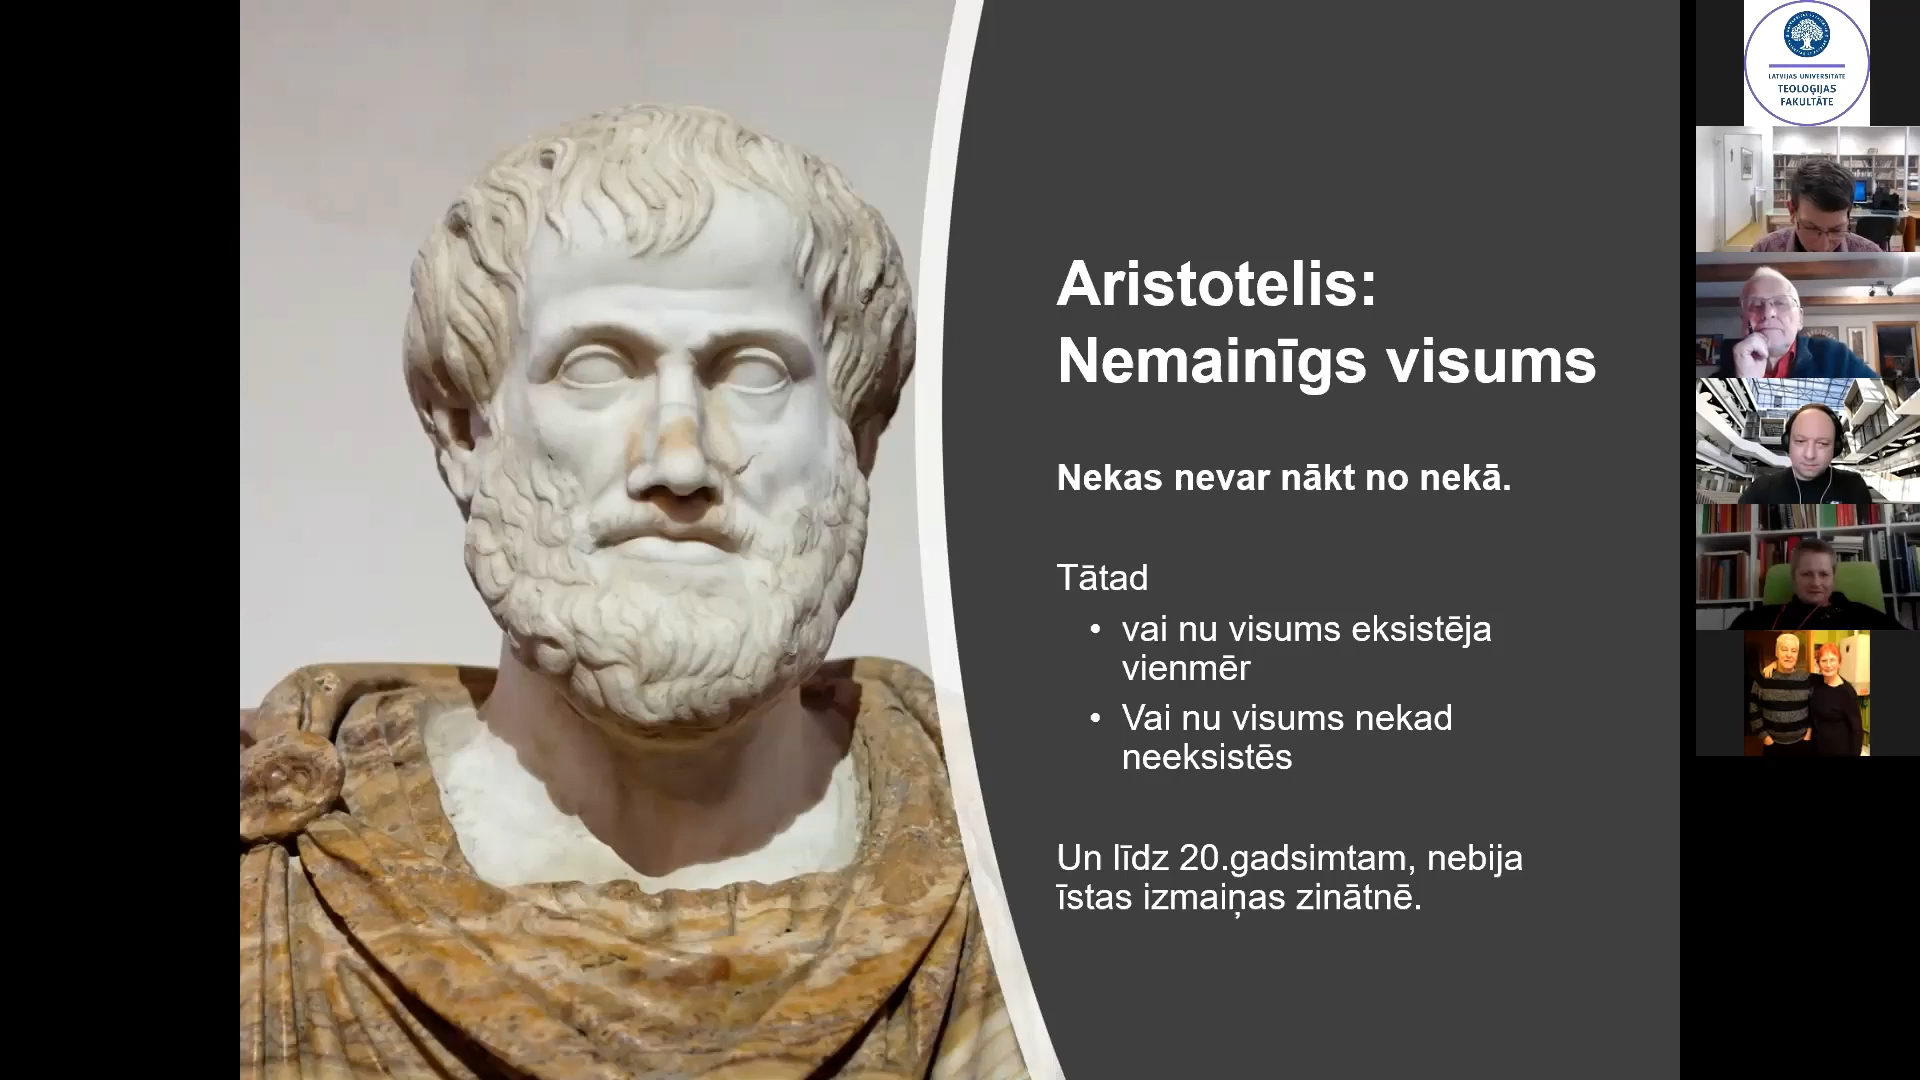 Aristotelis:
Nemainīgs visums
Nekas nevar nākt no nekā.
Tātad
• vai nu visums eksistēja
vienmēr
• Vai nu visums nekad
neeksistēs
Un līdz 20.gadsimtam, nebija
īstas izmaiņas zinātnē.
LATVIJAS UNIVERSITĀTE
TEOLOĢIJAS
FAKULTĀTE